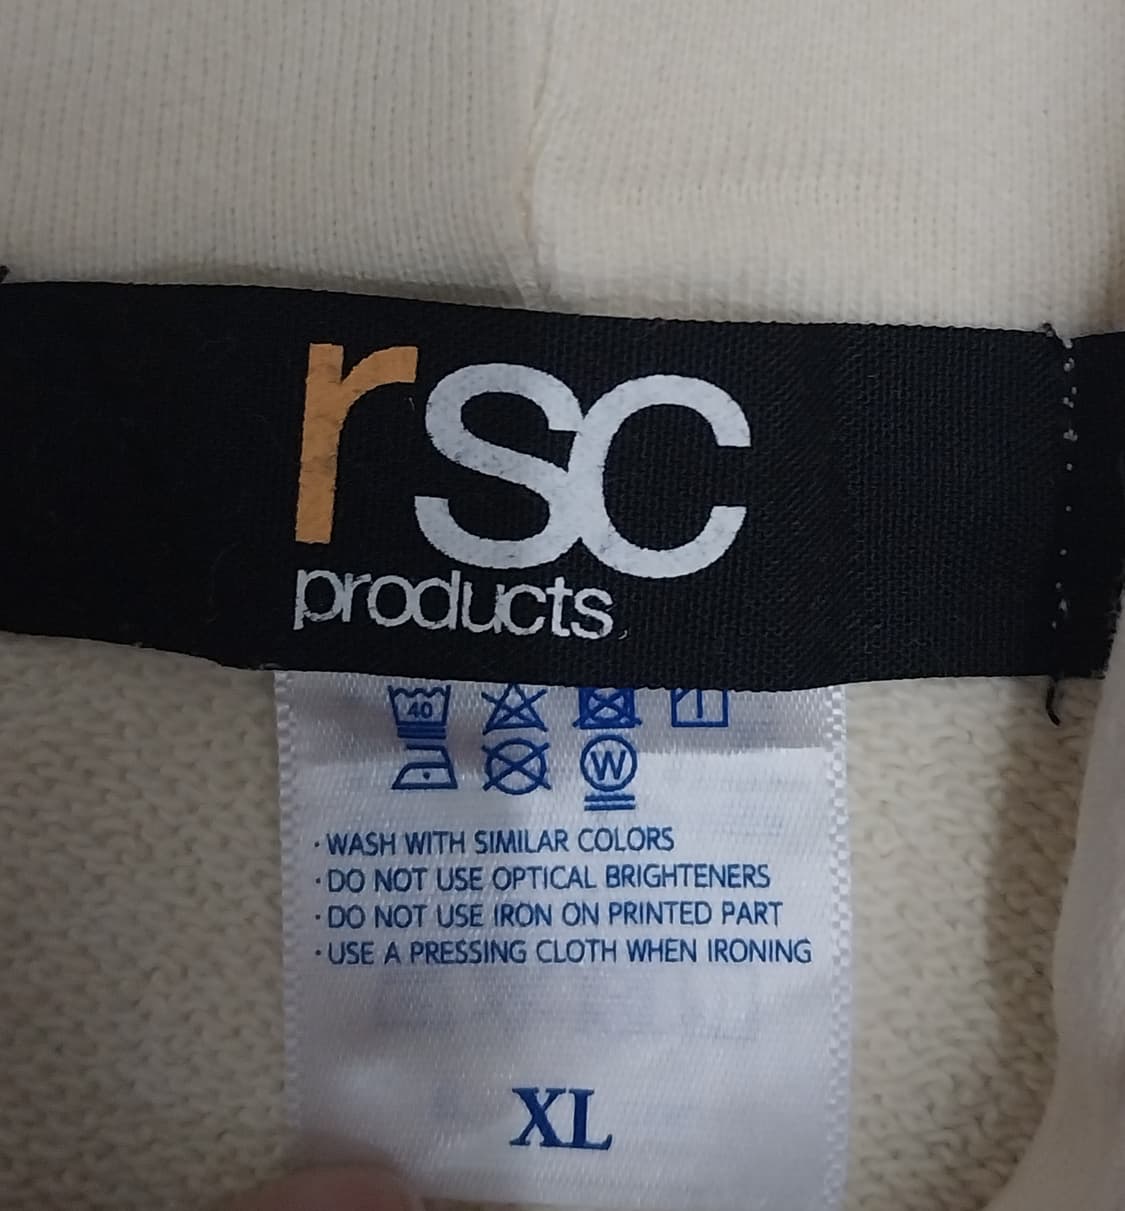 rsc
products
40
W
· WASH WITH SIMILAR COLORS
· DO NOT USE OPTICAL BRIGHTENERS
· DO NOT USE IRON ON PRINTED PART
· USE A PRESSING CLOTH WHEN IRONING
XL